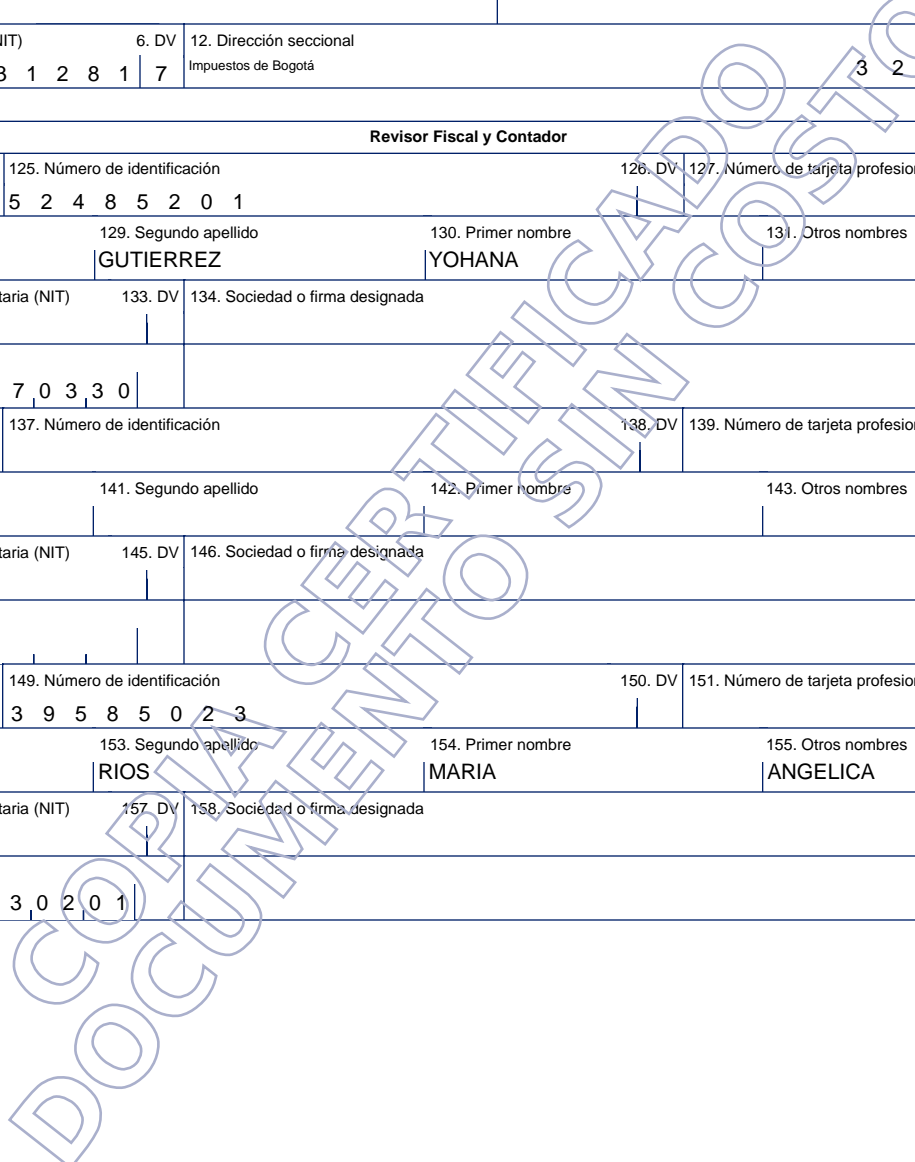 NIT) 6. DV 12. Dirección seccional
3 1 2 8 1 7 Impuestos de Bogotá 3 2
Revisor Fiscal y Contador
125. Número de identificación 126. DV 127. Número de tarjeta profesion
5 2 4 8 5 2 0 1
129. Segundo apellido 130. Primer nombre 131. Otros nombres
GUTIERREZ YOHANA
taria (NIT) 133. DV 134. Sociedad o firma designada
7 0 3 3 0
137. Número de identificación 138. DV 139. Número de tarjeta profesion
141. Segundo apellido 142. Primer nombre 143. Otros nombres
taria (NIT) 145. DV 146. Sociedad o firma designada
149. Número de identificación 150. DV 151. Número de tarjeta profesion
3 9 5 8 5 0 2 3
153. Segundo apellido 154. Primer nombre 155. Otros nombres
RIOS MARIA ANGELICA
taria (NIT) 157. DV 158. Sociedad o firma designada
3 0 2 0 1
COPIA CERTIFICADO
DOCUMENTO SIN COSTO